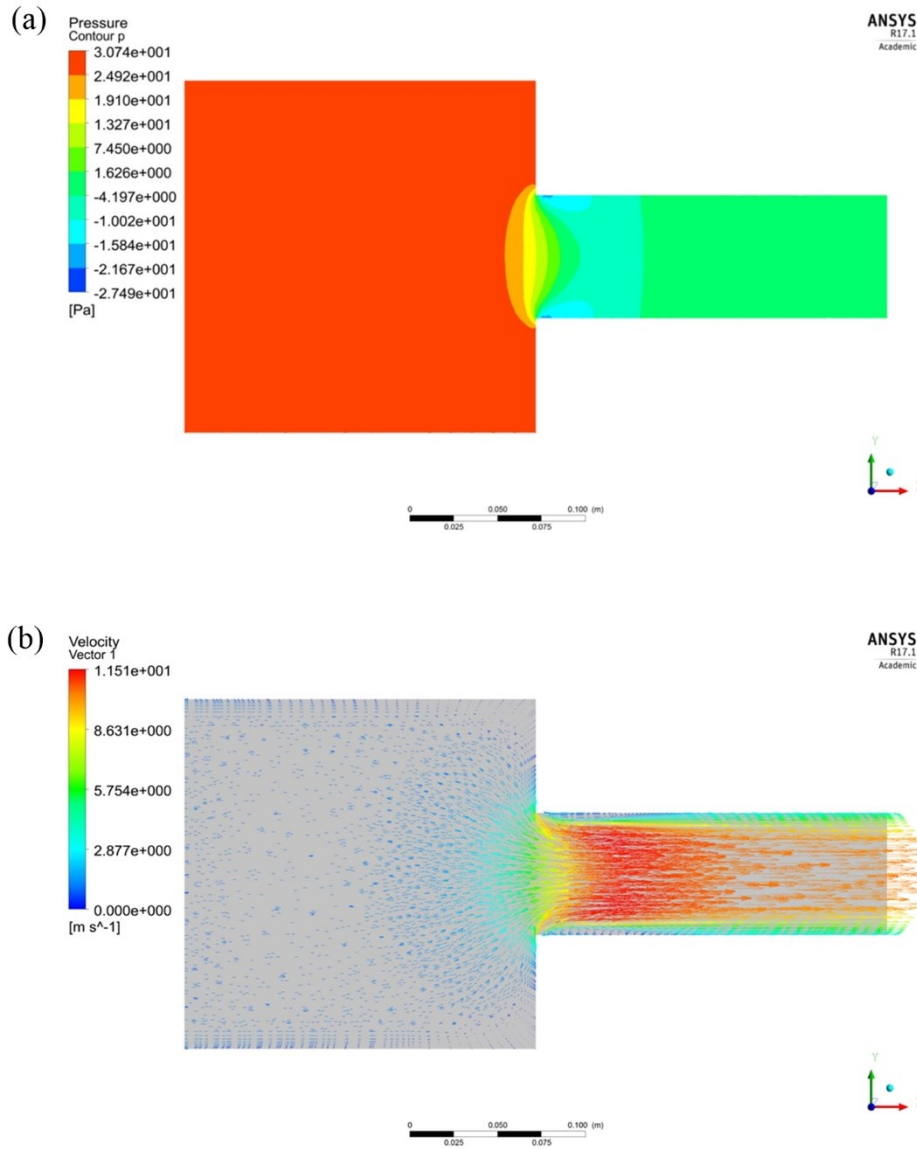 (a)
Pressure
Contour p
3.074e+001
2.492e+001
1.910e+001
1.327e+001
7.450e+000
1.626e+000
-4.197e+000
-1.002e+001
-1.584e+001
-2.167e+001
-2.749e+001
[Pa]
ANSYS
R17.1
Academic
Y
Z
0 0.050 0.100 (m)
0.025 0.075
(b)
Velocity
Vector 1
1.151e+001
8.631e+000
5.754e+000
2.877e+000
0.000e+000
[m s^-1]
ANSYS
R17.1
Academic
Y
Z
0 0.050 0.100 (m)
0.025 0.075